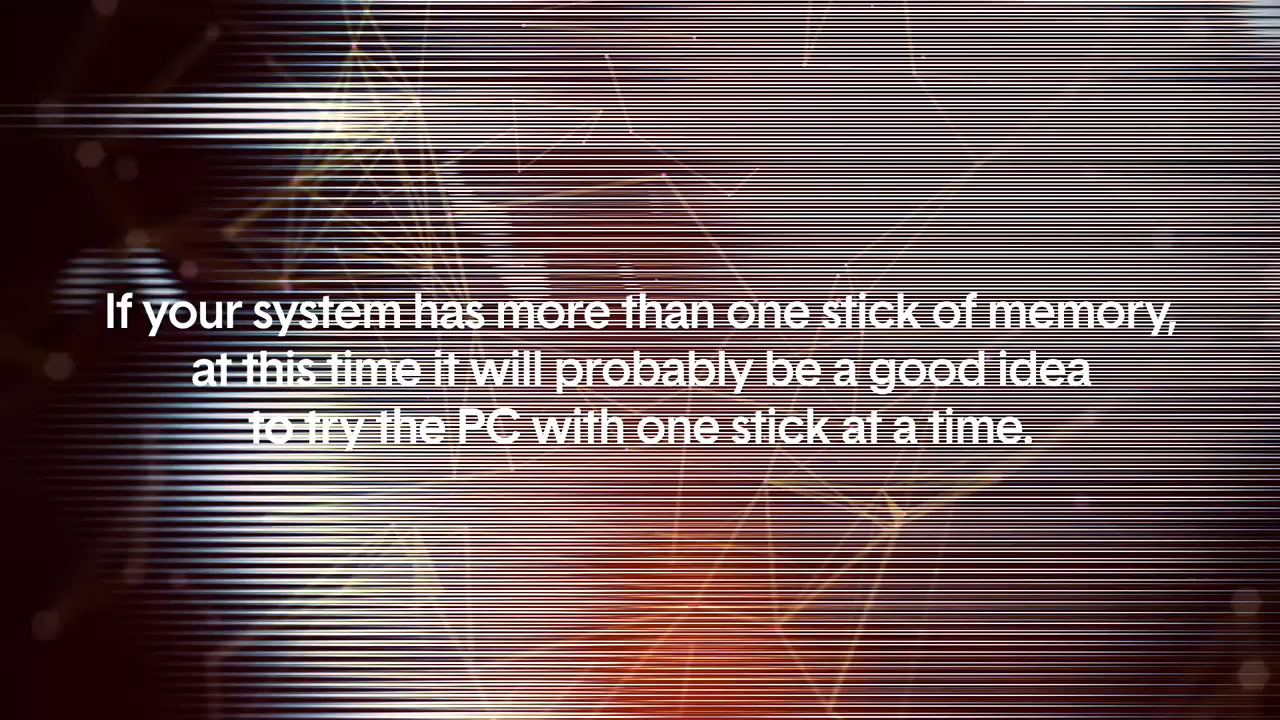 If your system has more than one stick of memory,
at this time it will probably be a good idea
to try the PC with one stick at a time.